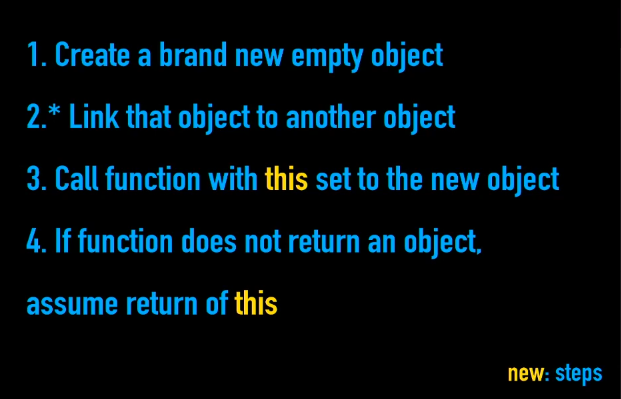 1. Create a brand new empty object
2.* Link that object to another object
3. Call function with this set to the new object
4. If function does not return an object,
assume return of this
new: steps